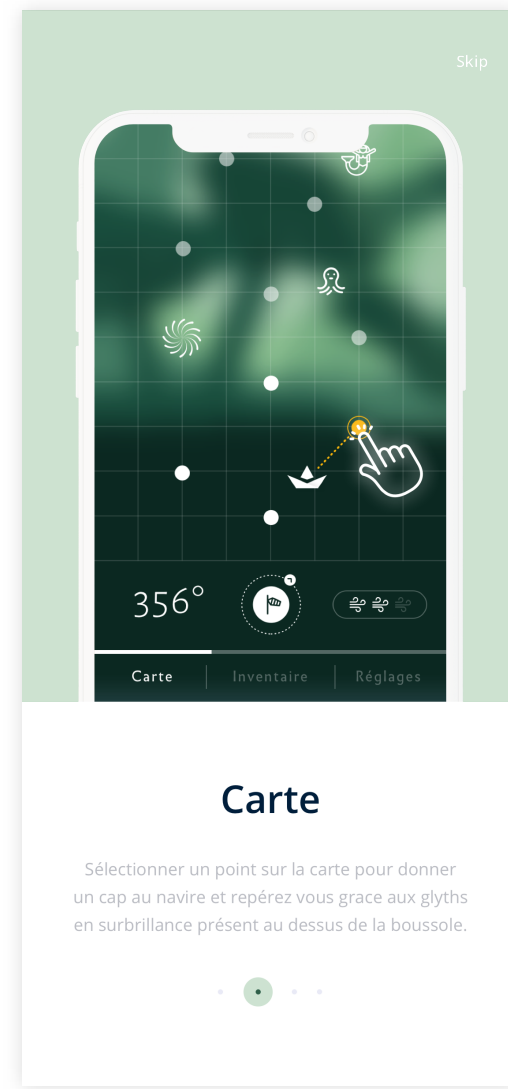 Skip
356°
Carte
Inventaire
Réglages
Carte
Sélectionner un point sur la carte pour donner
un cap au navire et repérez vous grace aux glyths
en surbrillance présent au dessus de la boussole.